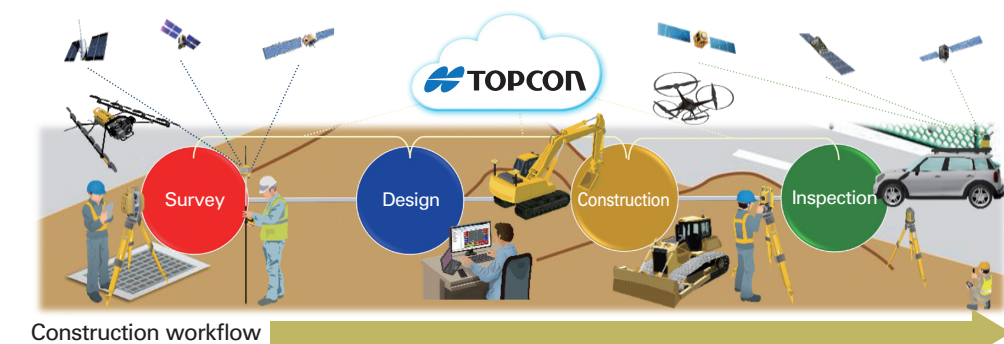 TOPCON
Survey
Design
Construction
Inspection
Construction workflow